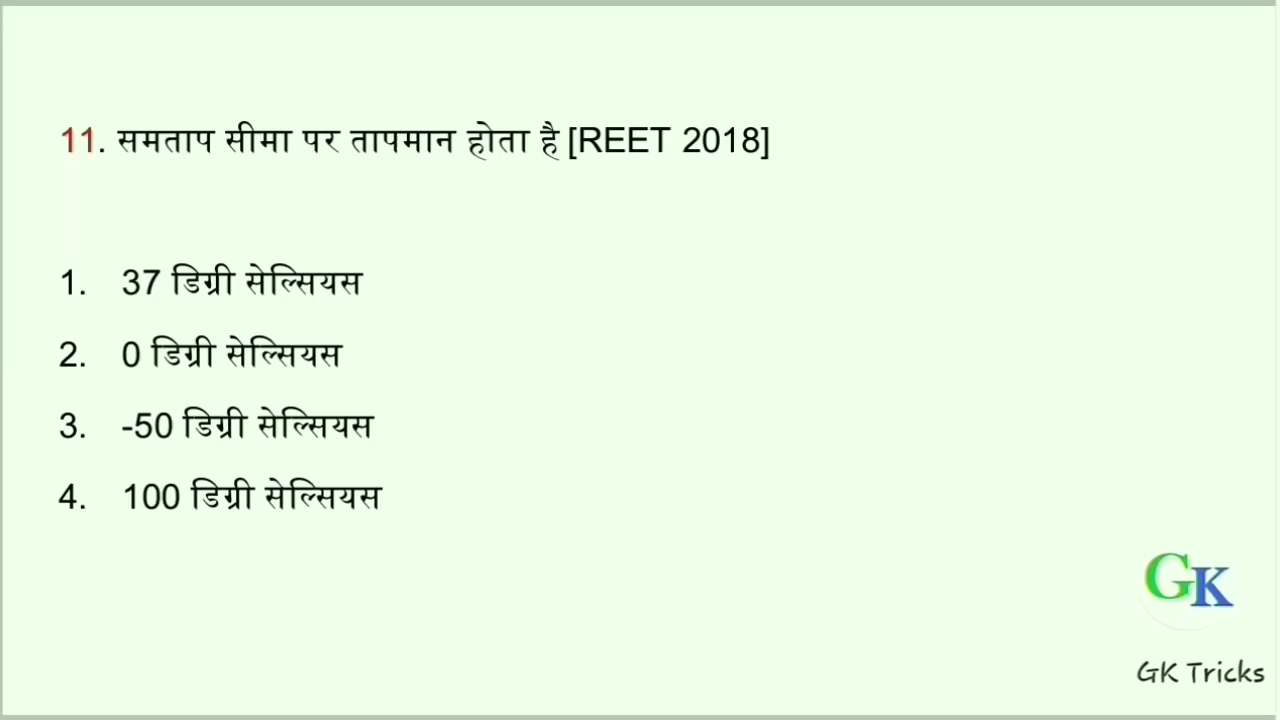 11. समताप सीमा पर तापमान होता है [REET 2018]
1. 37 डिग्री सेल्सियस
2. 0 डिग्री सेल्सियस
3. -50 डिग्री सेल्सियस
4. 100 डिग्री सेल्सियस
GK
GK Tricks